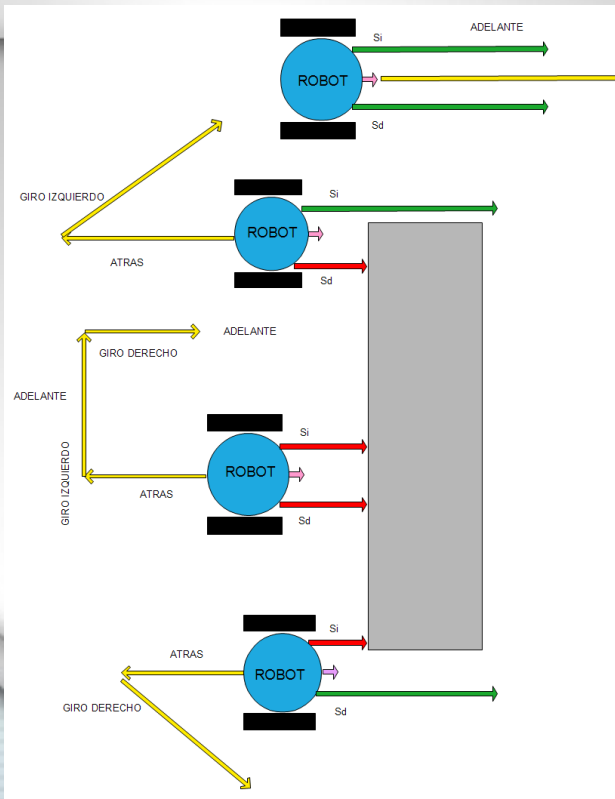 Si
ADELANTE
ROBOT
Sd
GIRO IZQUIERDO
Si
ROBOT
ATRAS
Sd
ADELANTE
GIRO DERECHO
ADELANTE
Si
ROBOT
GIRO IZQUIERDO
ATRAS
Sd
Si
ATRAS
ROBOT
GIRO DERECHO
Sd